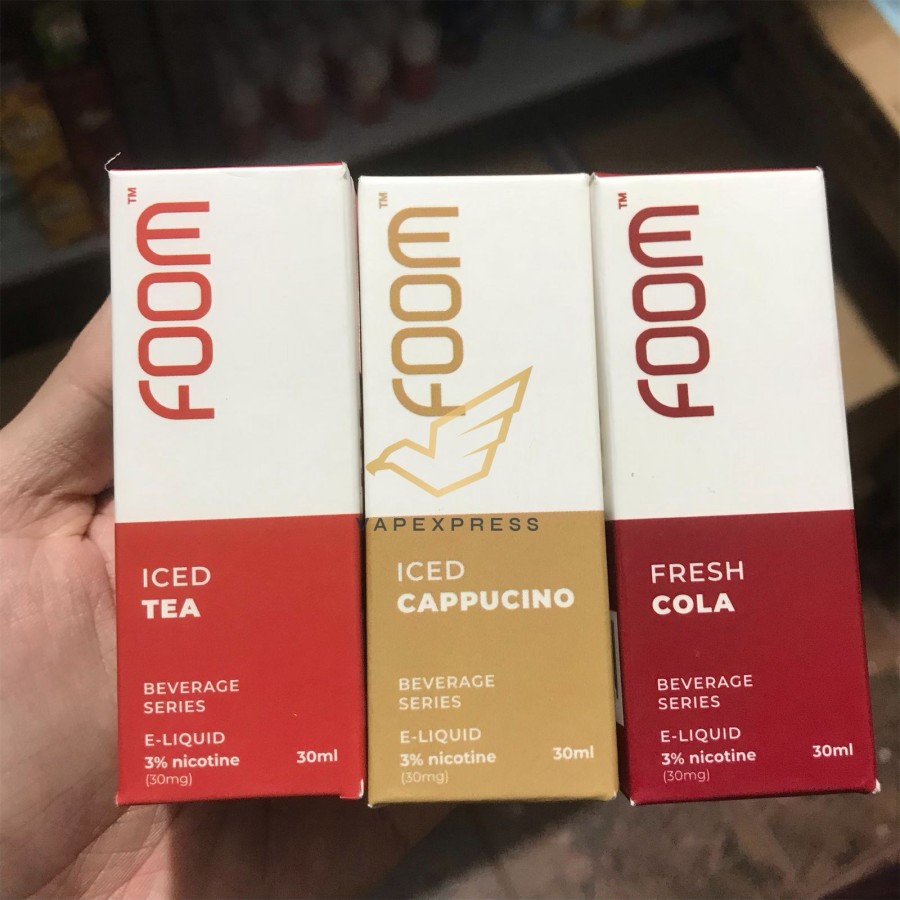 foom™
ICED
TEA
BEVERAGE
SERIES
E-LIQUID
3% nicotine
(30mg)
30ml
foom™
ICED
CAPPUCINO
BEVERAGE
SERIES
E-LIQUID
3% nicotine
(30mg)
30ml
foom™
FRESH
COLA
BEVERAGE
SERIES
E-LIQUID
3% nicotine
(30mg)
30ml
VAPEXPRESS